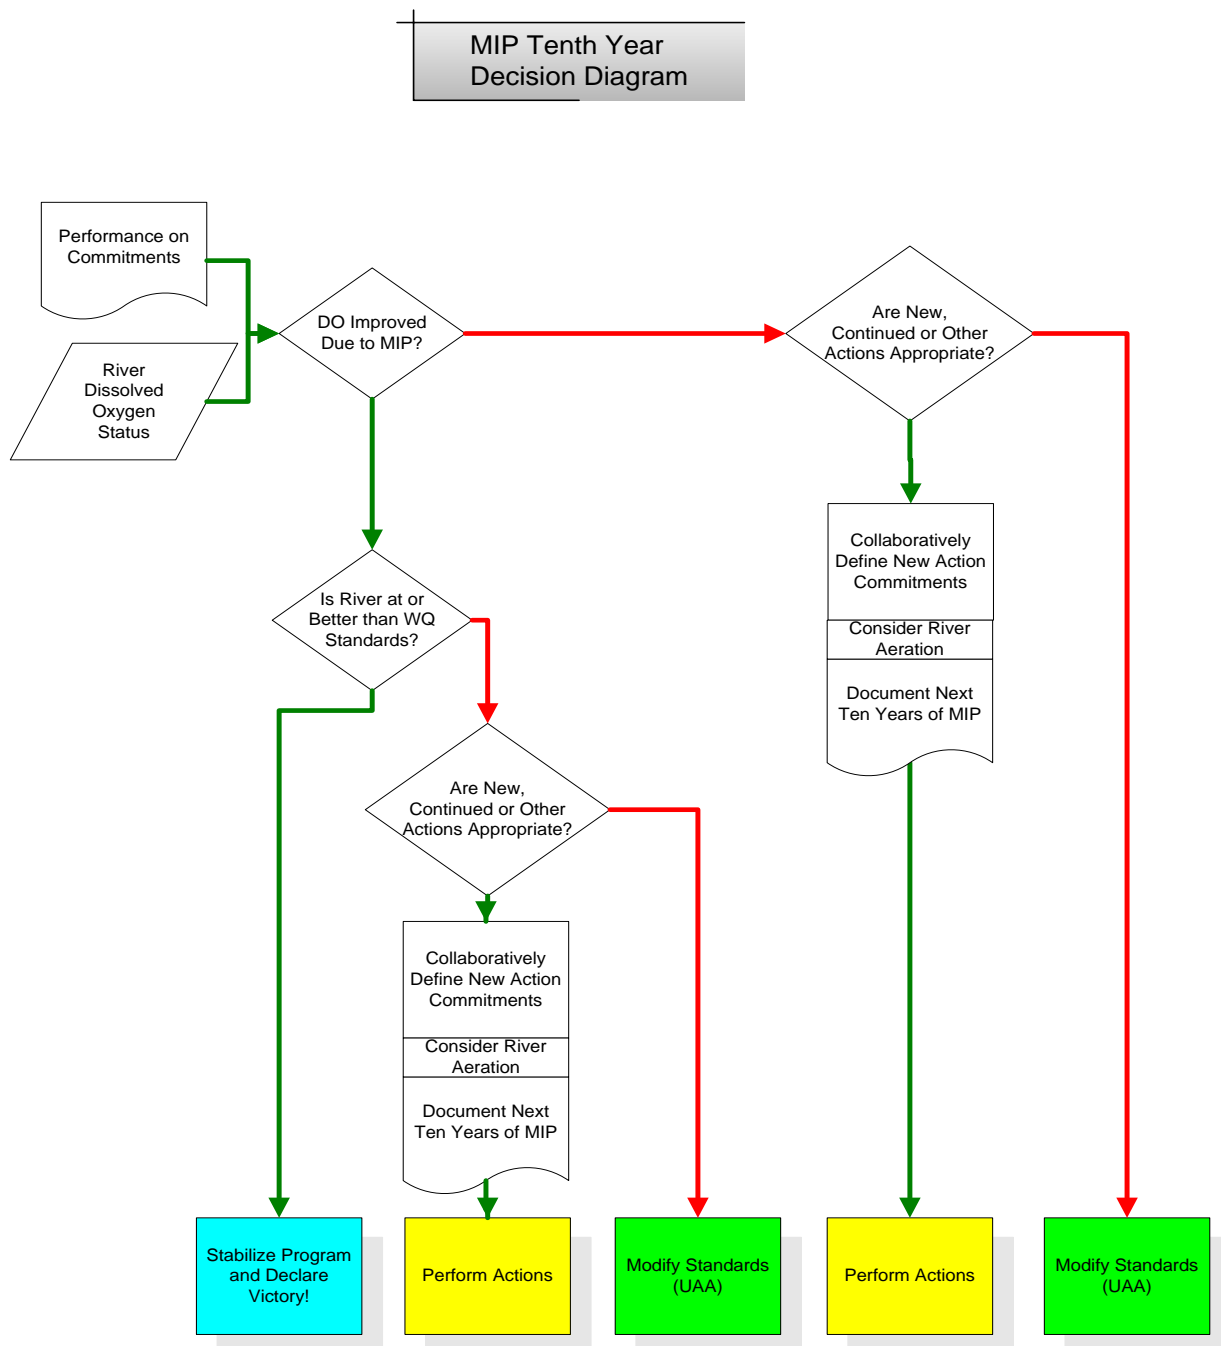 MIP Tenth Year
Decision Diagram
Performance on
Commitments
River
Dissolved
Oxygen
Status
DO Improved
Due to MIP?
Are New,
Continued or Other
Actions Appropriate?
Collaboratively
Define New Action
Commitments
Consider River
Aeration
Document Next
Ten Years of MIP
Is River at or
Better than WQ
Standards?
Are New,
Continued or Other
Actions Appropriate?
Collaboratively
Define New Action
Commitments
Consider River
Aeration
Document Next
Ten Years of MIP
Stabilize Program
and Declare
Victory!
Perform Actions
Modify Standards
(UAA)
Perform Actions
Modify Standards
(UAA)